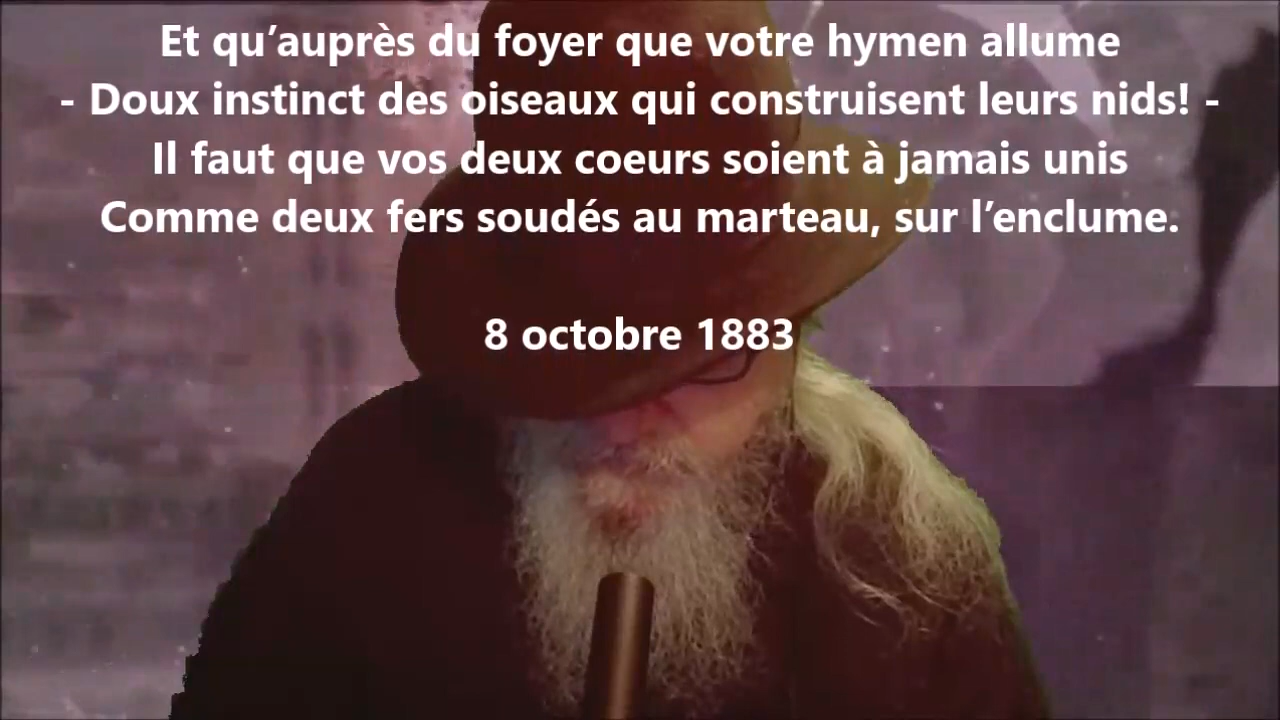 Et qu’auprès du foyer que votre hymen allume
- Doux instinct des oiseaux qui construisent leurs nids! -
Il faut que vos deux coeurs soient à jamais unis
Comme deux fers soudés au marteau, sur l’enclume.
8 octobre 1883